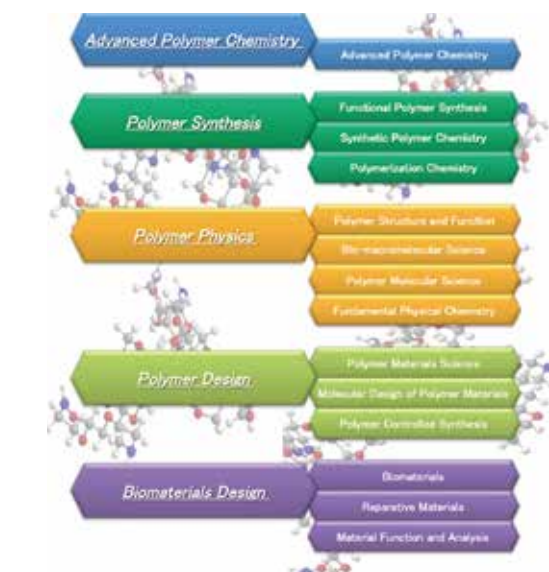 Advanced Polymer Chemistry
Advanced Polymer Chemistry
Polymer Synthesis
Functional Polymer Synthesis
Synthetic Polymer Chemistry
Polymerization Chemistry
Polymer Physics
Polymer Structure and Function
Bio-macromolecular Science
Polymer Molecular Science
Fundamental Physical Chemistry
Polymer Design
Polymer Materials Science
Molecular Design of Polymer Materials
Polymer Controlled Synthesis
Biomaterials Design
Biomaterials
Reparative Materials
Material Function and Analysis